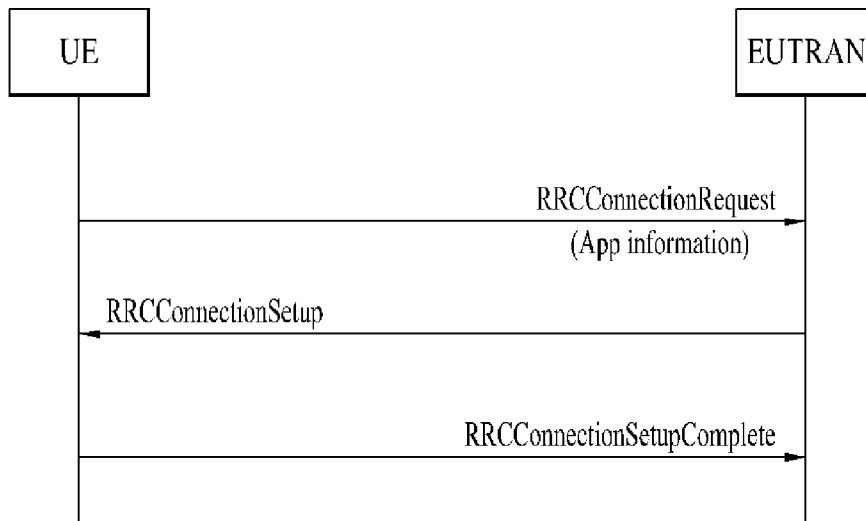 UE
EUTRAN
RRCConnectionRequest
(App information)
RRCConnectionSetup
RRCConnectionSetupComplete